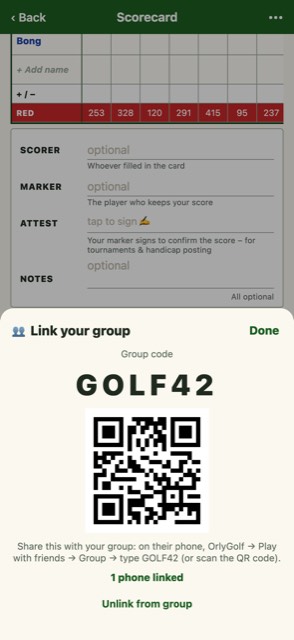 ‹ Back Scorecard •••
Bong
+ Add name
+ / −
RED 253 328 120 291 415 95 237
SCORER optional
Whoever filled in the card
MARKER optional
The player who keeps your score
ATTEST tap to sign ✍️
Your marker signs to confirm the score – for
tournaments & handicap posting
optional
NOTES
All optional
👥 Link your group Done
Group code
GOLF42
Share this with your group: on their phone, OrlyGolf → Play
with friends → Group → type GOLF42 (or scan the QR code).
1 phone linked
Unlink from group